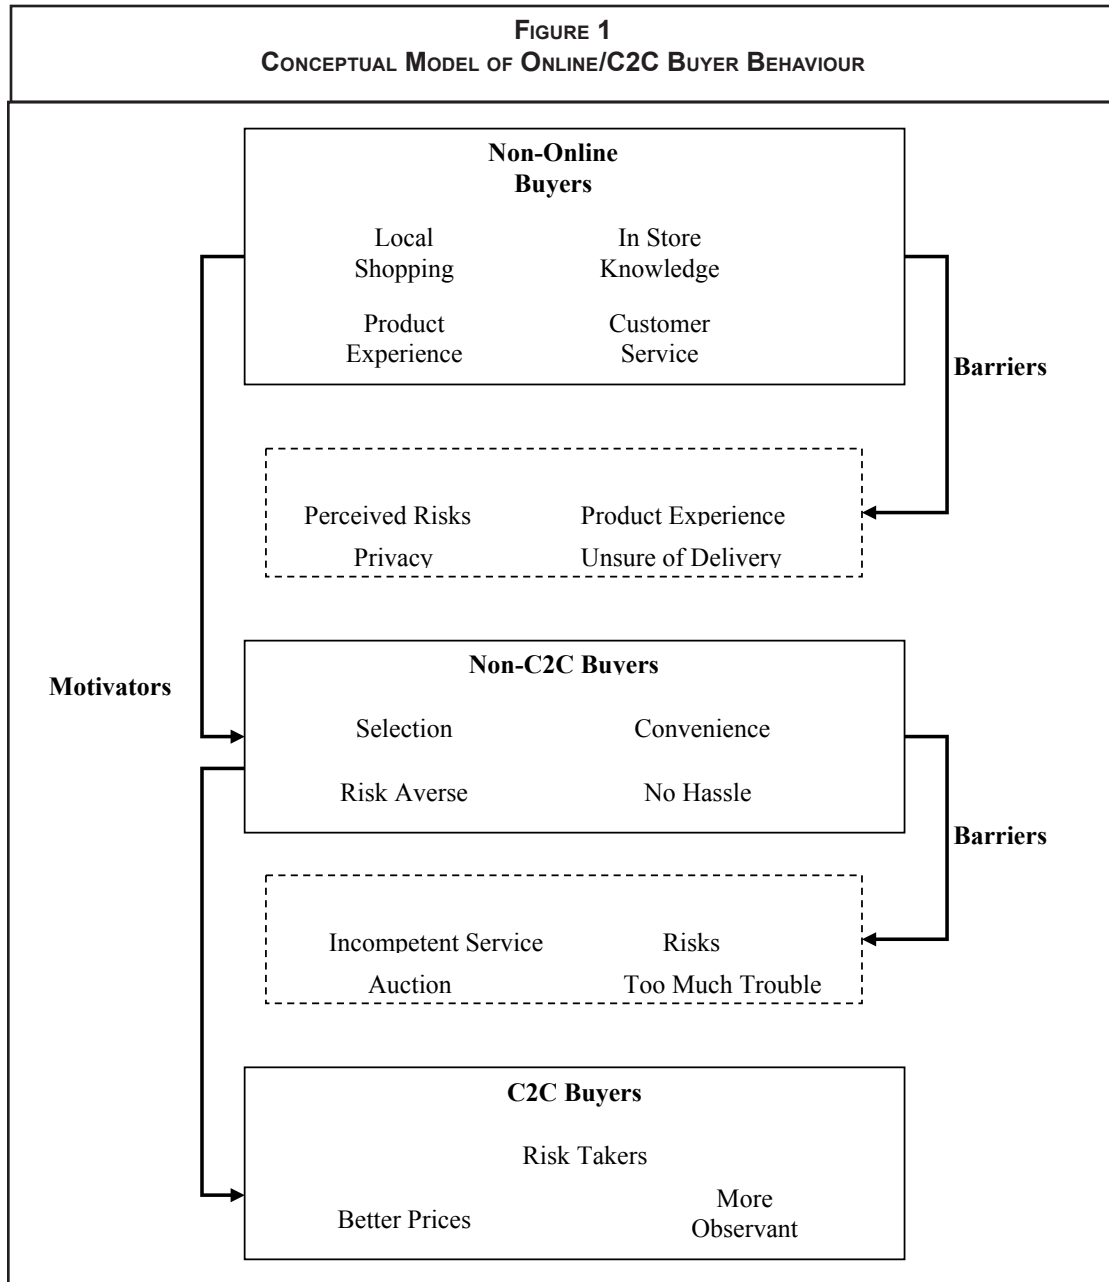 Figure 1
Conceptual Model of Online/C2C Buyer Behaviour
Non-Online
Buyers
Local
Shopping
In Store
Knowledge
Product
Experience
Customer
Service
Barriers
Perceived Risks
Product Experience
Privacy
Unsure of Delivery
Non-C2C Buyers
Motivators
Selection
Convenience
Risk Averse
No Hassle
Barriers
Incompetent Service
Risks
Auction
Too Much Trouble
C2C Buyers
Risk Takers
Better Prices
More
Observant